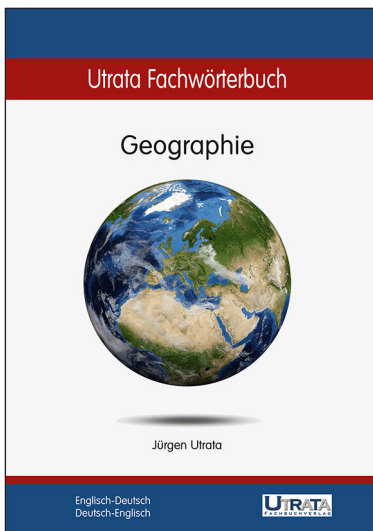 Utrata Fachwörterbuch
Geographie
Jürgen Utrata
Englisch-Deutsch
Deutsch-Englisch
UTRATA
FACHBUCHVERLAG